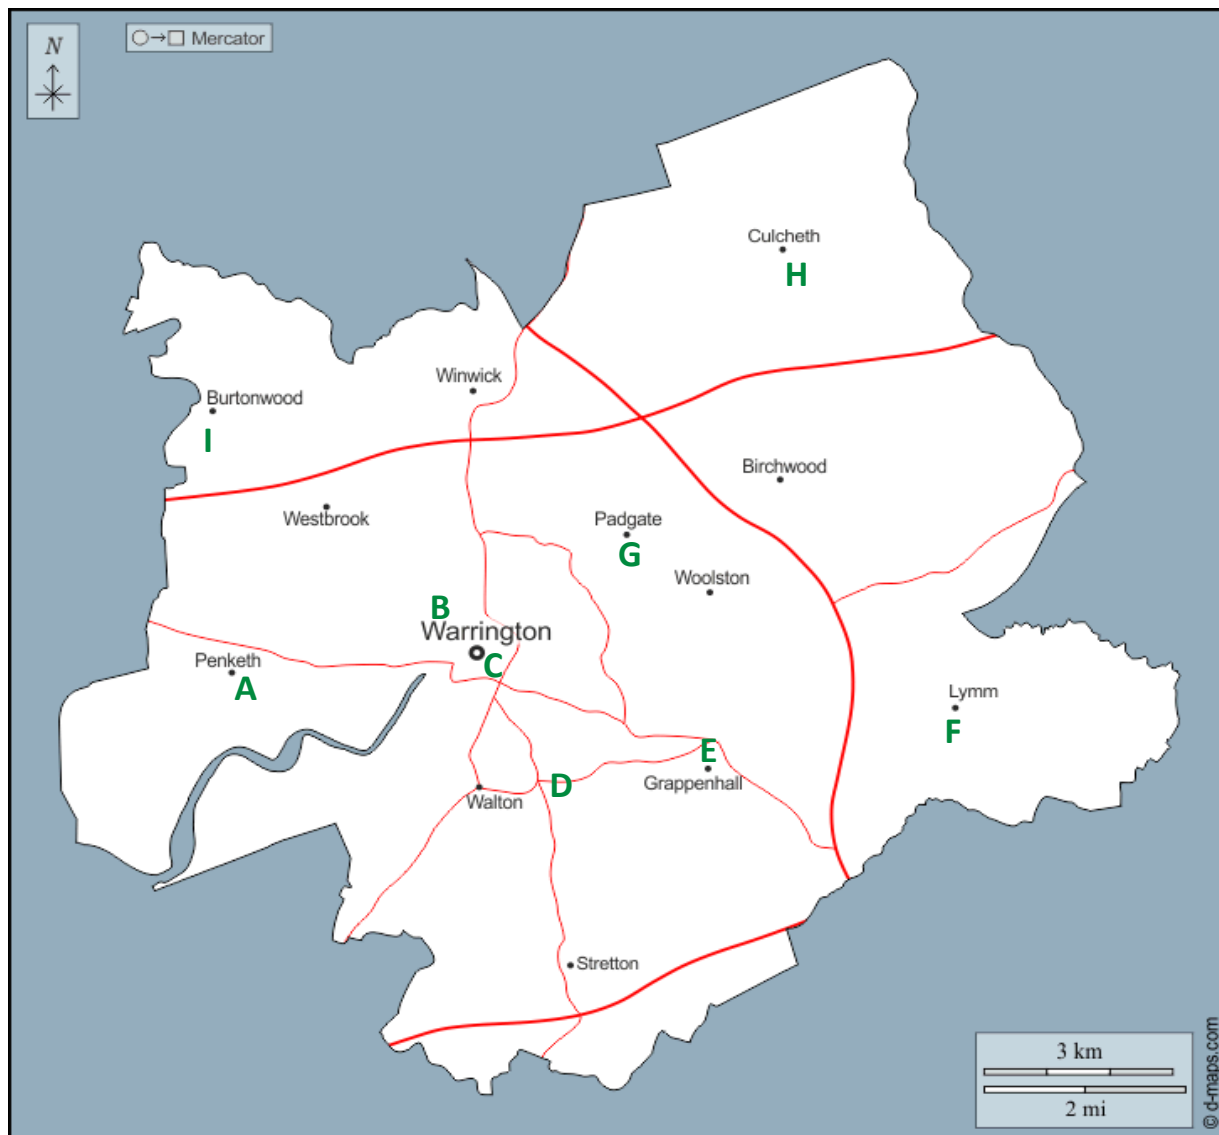 N
Mercator
Culcheth
H
Winwick
Burtonwood
I
Birchwood
Westbrook
Padgate
G
Woolston
B
Warrington
C
Penketh
A
Lymm
F
E
Grappenhall
D
Walton
Stretton
3 km
2 mi
© d-maps.com